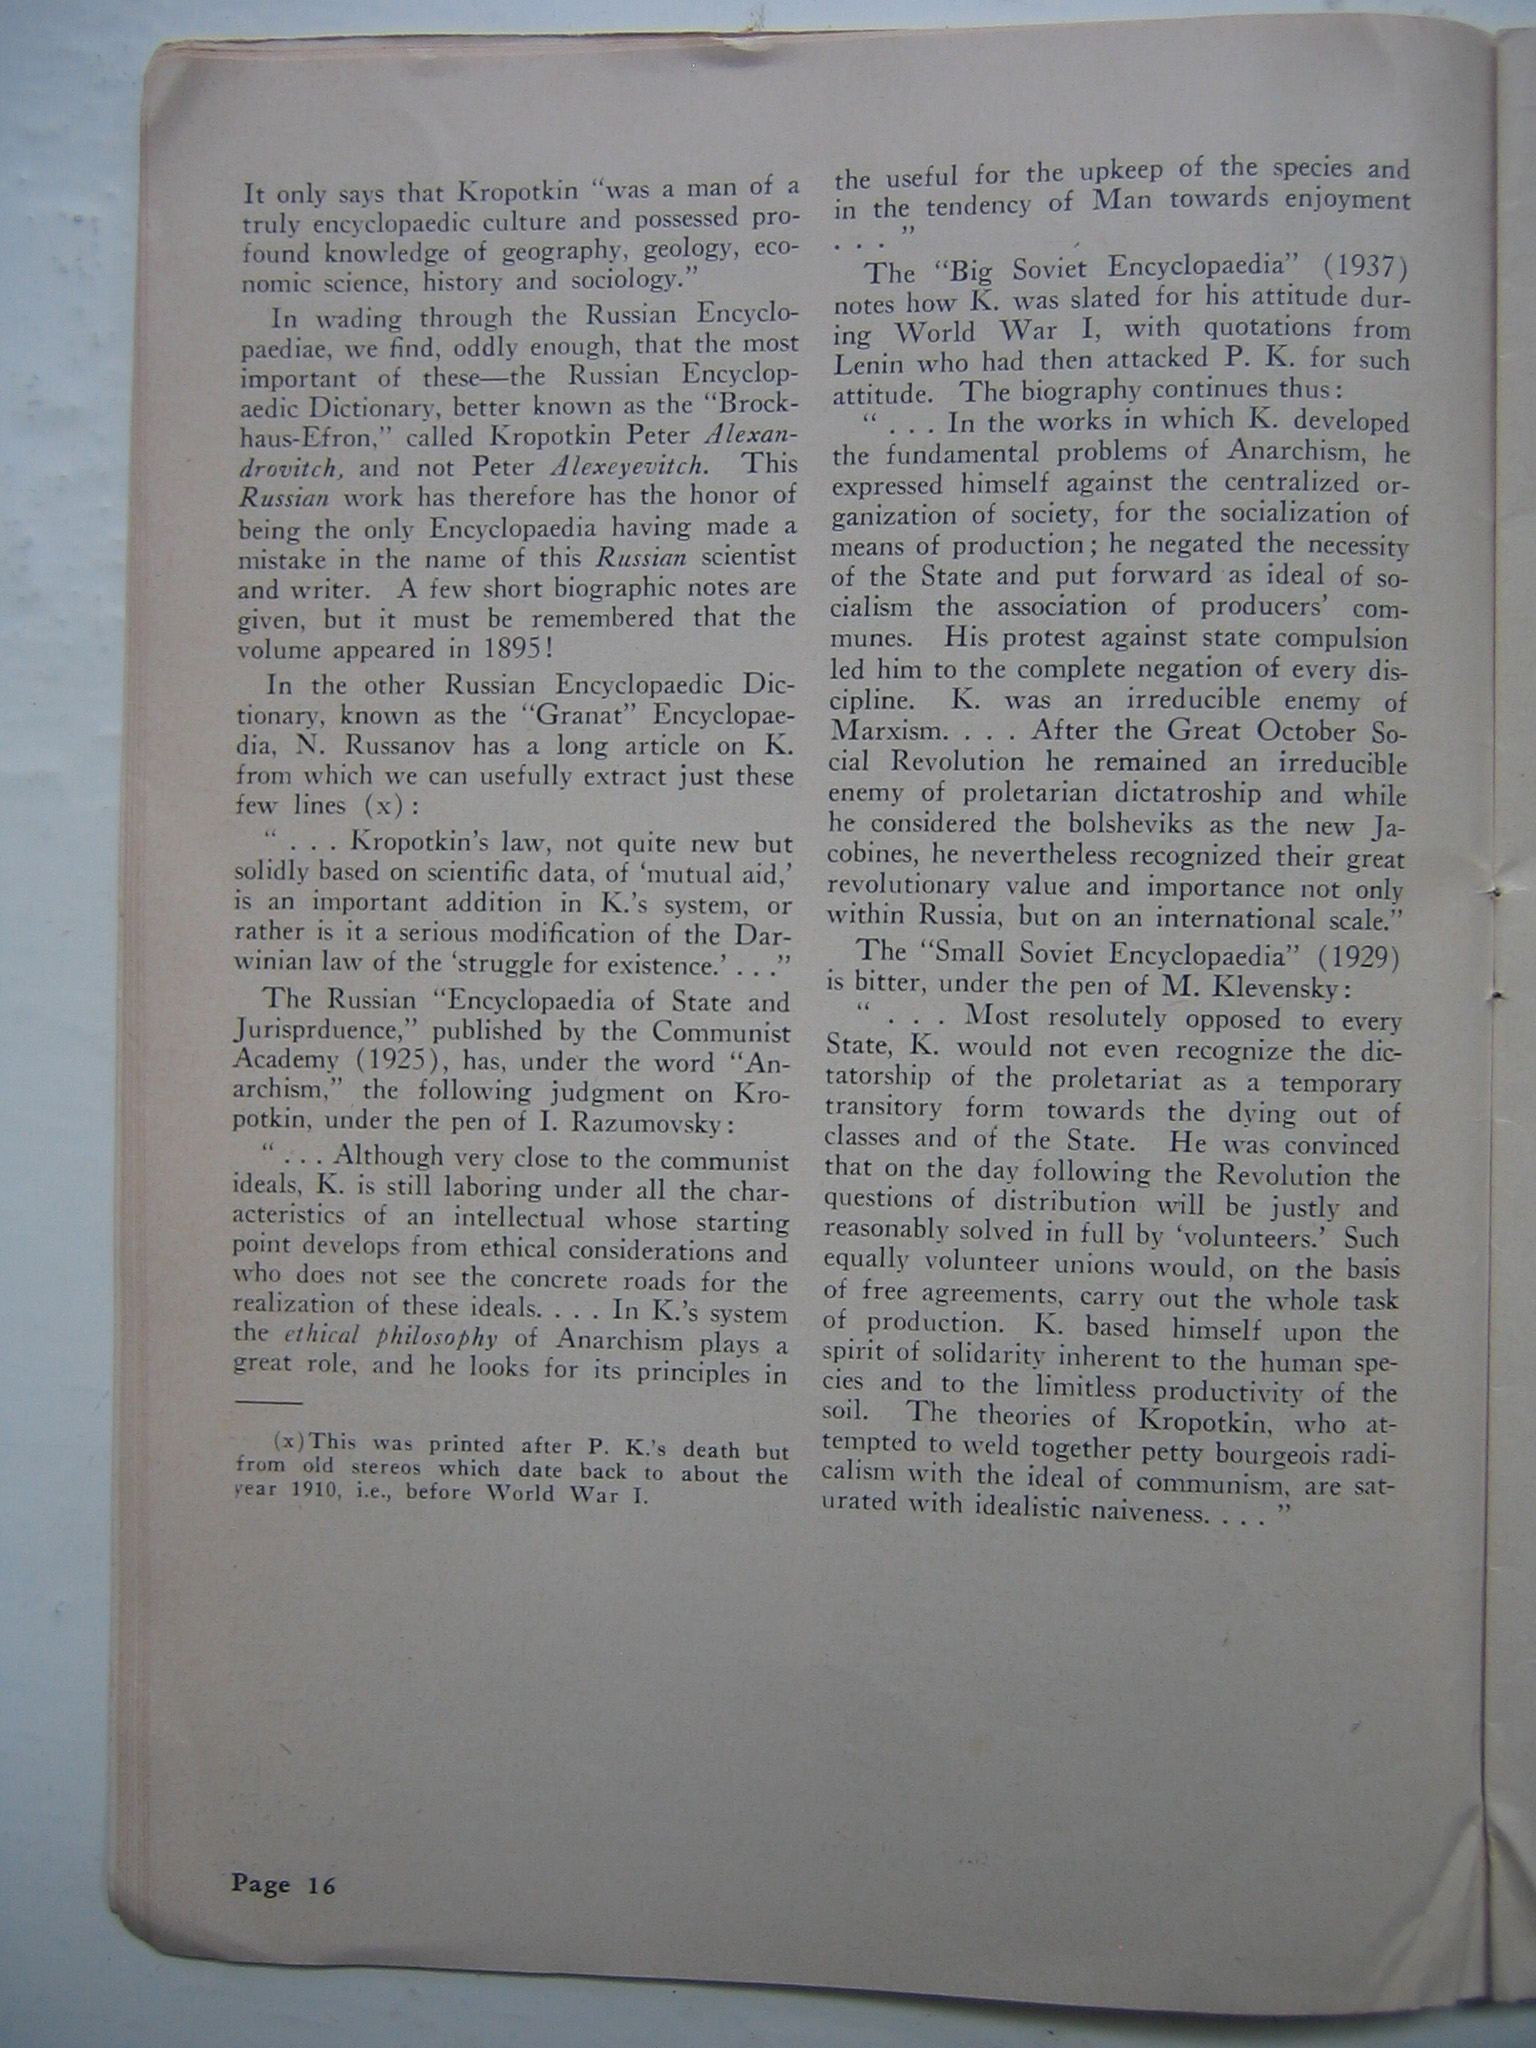 It only says that Kropotkin “was a man of a
truly encyclopaedic culture and possessed pro-
found knowledge of geography, geology, eco-
nomic science, history and sociology.”
In wading through the Russian Encyclo-
paediae, we find, oddly enough, that the most
important of these—the Russian Encyclop-
aedic Dictionary, better known as the “Brock-
haus-Efron,” called Kropotkin Peter Alexan-
drovitch, and not Peter Alexeyevitch. This
Russian work has therefore has the honor of
being the only Encyclopaedia having made a
mistake in the name of this Russian scientist
and writer. A few short biographic notes are
given, but it must be remembered that the
volume appeared in 1895!
In the other Russian Encyclopaedic Dic-
tionary, known as the “Granat” Encyclopae-
dia, N. Russanov has a long article on K.
from which we can usefully extract just these
few lines (x):
“ . . . Kropotkin’s law, not quite new but
solidly based on scientific data, of ‘mutual aid,’
is an important addition in K.’s system, or
rather is it a serious modification of the Dar-
winian law of the ‘struggle for existence.’ . . .”
The Russian “Encyclopaedia of State and
Jurisprduence,” published by the Communist
Academy (1925), has, under the word “An-
archism,” the following judgment on Kro-
potkin, under the pen of I. Razumovsky:
“ . . . Although very close to the communist
ideals, K. is still laboring under all the char-
acteristics of an intellectual whose starting
point develops from ethical considerations and
who does not see the concrete roads for the
realization of these ideals. . . . In K.’s system
the ethical philosophy of Anarchism plays a
great role, and he looks for its principles in
(x)This was printed after P. K.’s death but
from old stereos which date back to about the
year 1910, i.e., before World War I.
the useful for the upkeep of the species and
in the tendency of Man towards enjoyment
. . . ”
The “Big Soviet Encyclopaedia” (1937)
notes how K. was slated for his attitude dur-
ing World War I, with quotations from
Lenin who had then attacked P. K. for such
attitude. The biography continues thus:
“ . . . In the works in which K. developed
the fundamental problems of Anarchism, he
expressed himself against the centralized or-
ganization of society, for the socialization of
means of production; he negated the necessity
of the State and put forward as ideal of so-
cialism the association of producers’ com-
munes. His protest against state compulsion
led him to the complete negation of every dis-
cipline. K. was an irreducible enemy of
Marxism. . . . After the Great October So-
cial Revolution he remained an irreducible
enemy of proletarian dictatroship and while
he considered the bolsheviks as the new Ja-
cobines, he nevertheless recognized their great
revolutionary value and importance not only
within Russia, but on an international scale.”
The “Small Soviet Encyclopaedia” (1929)
is bitter, under the pen of M. Klevensky:
“ . . . Most resolutely opposed to every
State, K. would not even recognize the dic-
tatorship of the proletariat as a temporary
transitory form towards the dying out of
classes and of the State. He was convinced
that on the day following the Revolution the
questions of distribution will be justly and
reasonably solved in full by ‘volunteers.’ Such
equally volunteer unions would, on the basis
of free agreements, carry out the whole task
of production. K. based himself upon the
spirit of solidarity inherent to the human spe-
cies and to the limitless productivity of the
soil. The theories of Kropotkin, who at-
tempted to weld together petty bourgeois radi-
calism with the ideal of communism, are sat-
urated with idealistic naiveness. . . . ”
Page 16